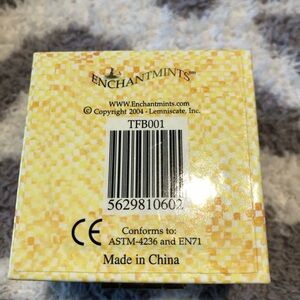 ENCHANTMINTS™
WWW.Enchantmints.com
© Copyright 2004 - Lemniscate, Inc.
TFB001
5629810602
CE Conforms to:
ASTM-4236 and EN71
Made in China